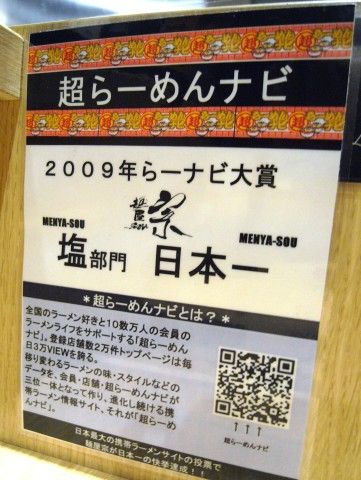 超らーめんナビ
2009年らーナビ大賞
麺屋 宗
MENYA-SOU
MENYA-SOU
塩部門 日本一
＊超らーめんナビとは？＊
全国のラーメン好きと10数万人の会員の
ラーメンライフをサポートする「超らーめ
んナビ」。登録店舗数2万件トップページは毎
日3万VIEWを誇る。
移り変わるラーメンの味・スタイルなどの
データを、会員・店舗・超らーめんナビが
三位一体となって作り、進化し続ける携
帯ラーメン情報サイト、それが「超らーめ
んナビ」。
↑↑↑
超らーめんナビ
日本最大の携帯ラーメンサイトの投票で
麺屋宗が日本一の快挙達成！！